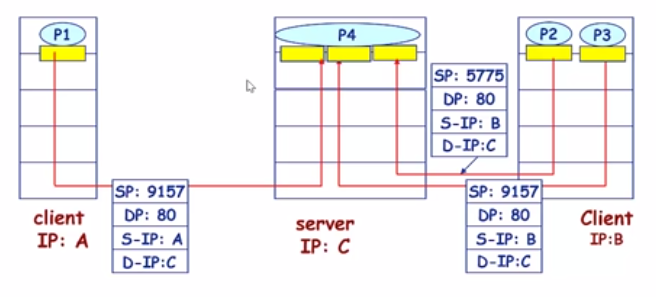 P1
P4
P2
P3
SP: 5775
DP: 80
S-IP: B
D-IP:C
SP: 9157
DP: 80
S-IP: A
D-IP:C
SP: 9157
DP: 80
S-IP: B
D-IP:C
client
IP: A
server
IP: C
Client
IP:B